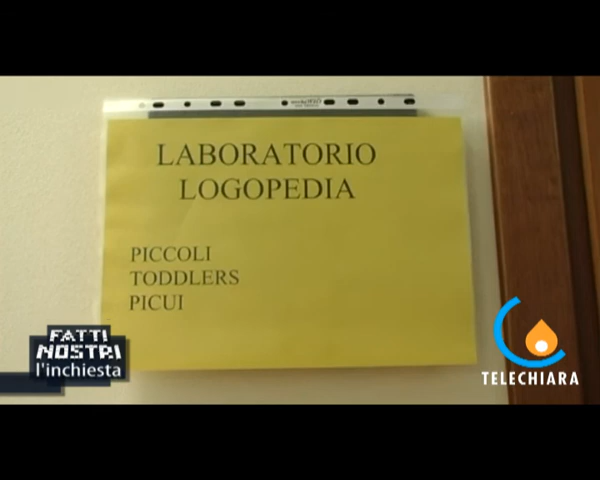 LABORATORIO
LOGOPEDIA
PICCOLI
TODDLERS
PICUI
FATTI
NOSTRI
l'inchiesta
TELECHIARA